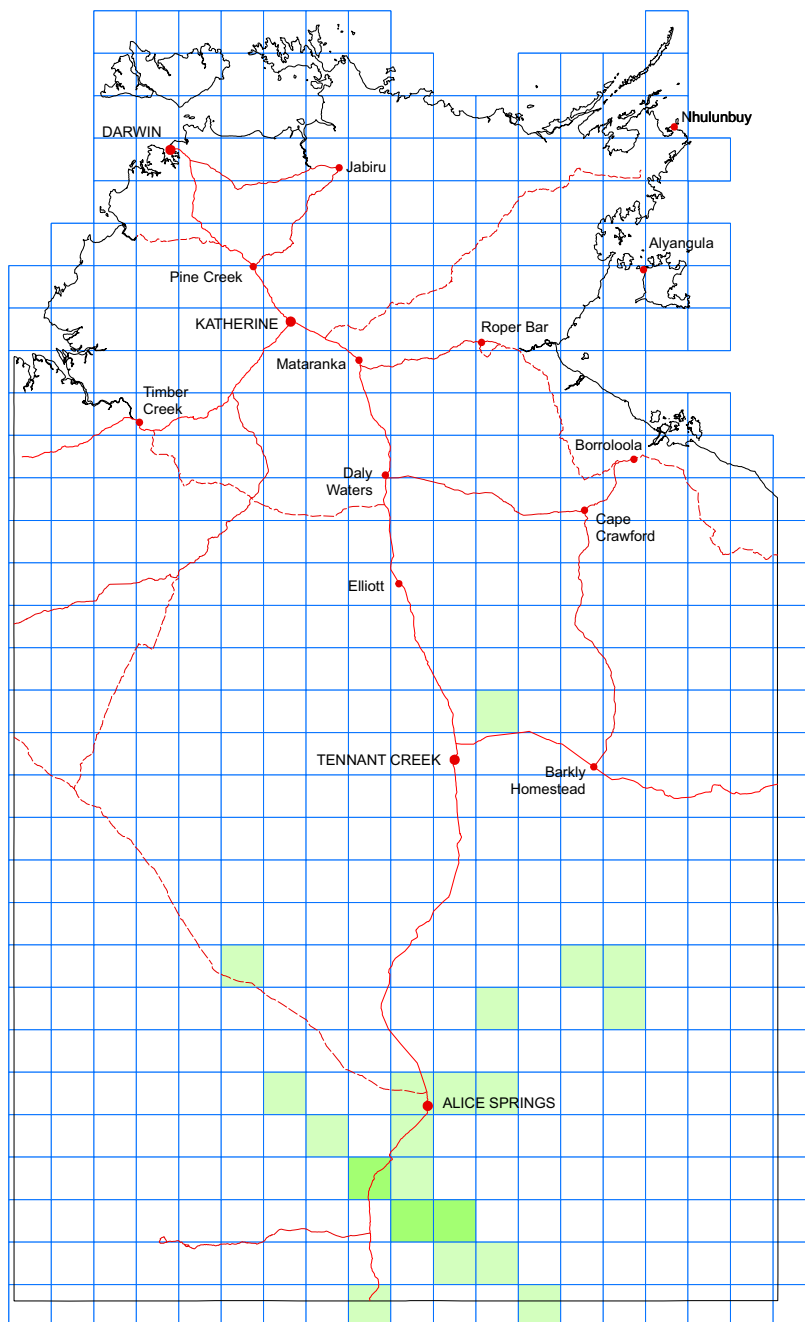 Nhulunbuy
DARWIN
Jabiru
Alyangula
Pine Creek
KATHERINE
Roper Bar
Mataranka
Timber
Creek
Borroloola
Daly
Waters
Cape
Crawford
Elliott
TENNANT CREEK
Barkly
Homestead
ALICE SPRINGS